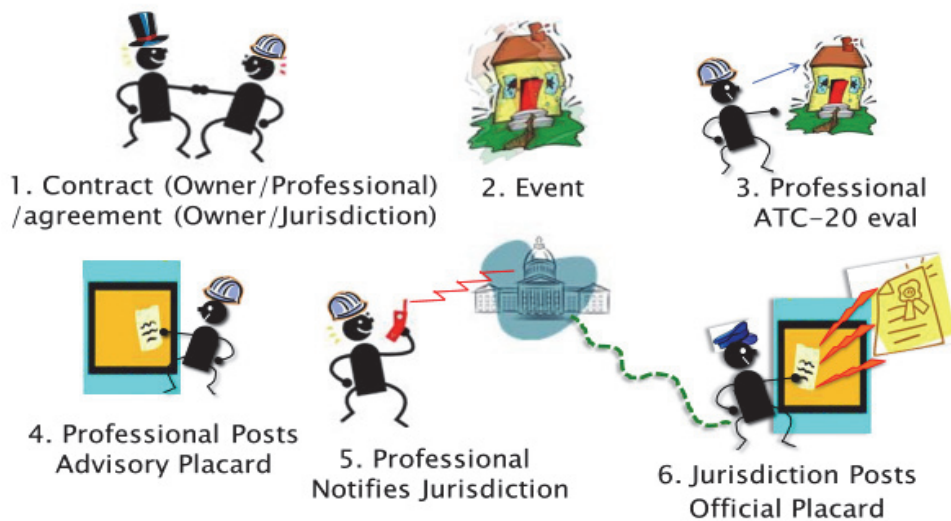 1. Contract (Owner/Professional)
/agreement (Owner/Jurisdiction)
2. Event
3. Professional
ATC-20 eval
4. Professional Posts
Advisory Placard
5. Professional
Notifies Jurisdiction
6. Jurisdiction Posts
Official Placard